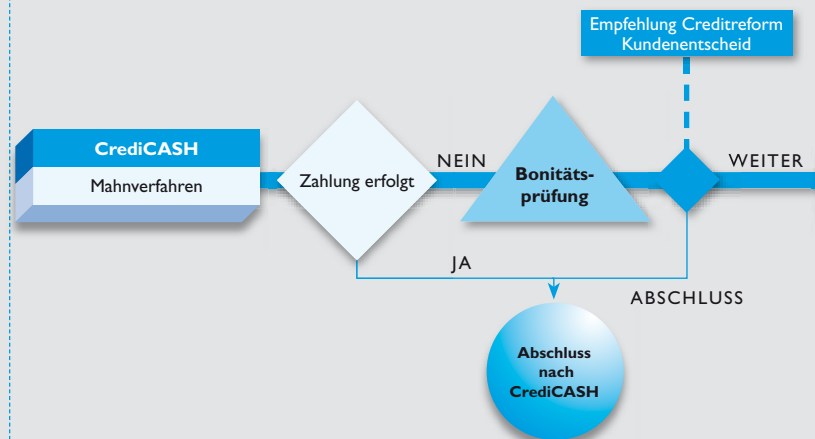 Empfehlung Creditreform
Kundenentscheid
CrediCASH
Mahnverfahren
Zahlung erfolgt
NEIN
Bonitäts-
prüfung
WEITER
JA
ABSCHLUSS
Abschluss
nach
CrediCASH